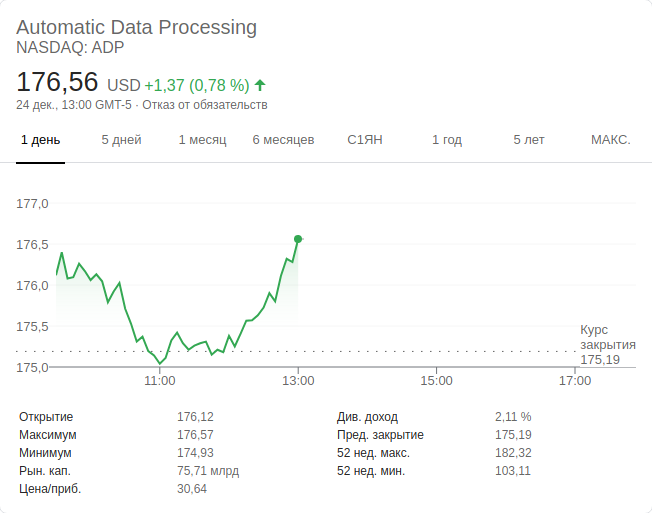 Automatic Data Processing
NASDAQ: ADP
176,56 USD +1,37 (0,78 %)
24 дек., 13:00 GMT-5 · Отказ от обязательств
1 день 5 дней 1 месяц 6 месяцев С1ЯН 1 год 5 лет МАКС.
177,0
176,5
176,0
175,5
175,0
Курс
закрытия
175,19
11:00 13:00 15:00 17:00
Открытие 176,12 Див. доход 2,11 %
Максимум 176,57 Пред. закрытие 175,19
Минимум 174,93 52 нед. макс. 182,32
Рын. кап. 75,71 млрд 52 нед. мин. 103,11
Цена/приб. 30,64